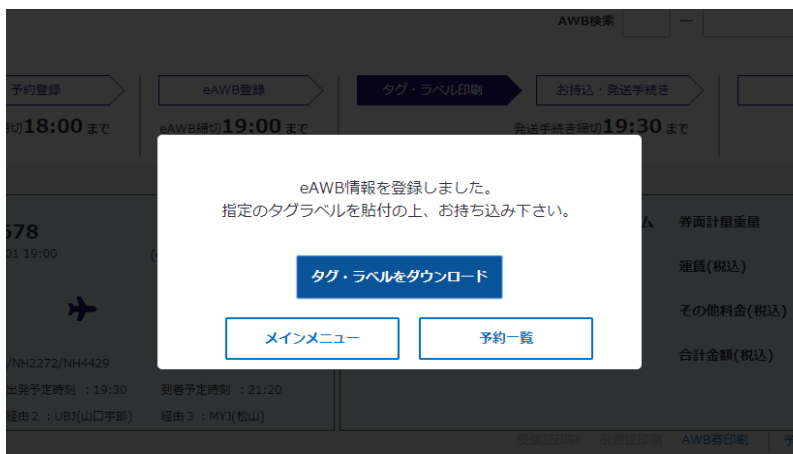 AWB検索 —
予約登録
eAWB登録
タグ・ラベル印刷
お持込・発送手続き
切18:00 まで
eAWB締切19:00 まで
発送手続き締切19:30 まで
eAWB情報を登録しました。
指定のタグラベルを貼付の上、お持ち込み下さい。
タグ・ラベルをダウンロード
メインメニュー
予約一覧
678
01 19:00
ム
券面計量重量
運賃(税込)
その他料金(税込)
合計金額(税込)
/NH2272/NH4429
出発予定時刻 ：19:30
到着予定時刻 ：21:20
経由2 ：UBJ(山口宇部)
経由3 ：MYJ(松山)
受領証印刷
引渡証印刷
AWB券印刷
予